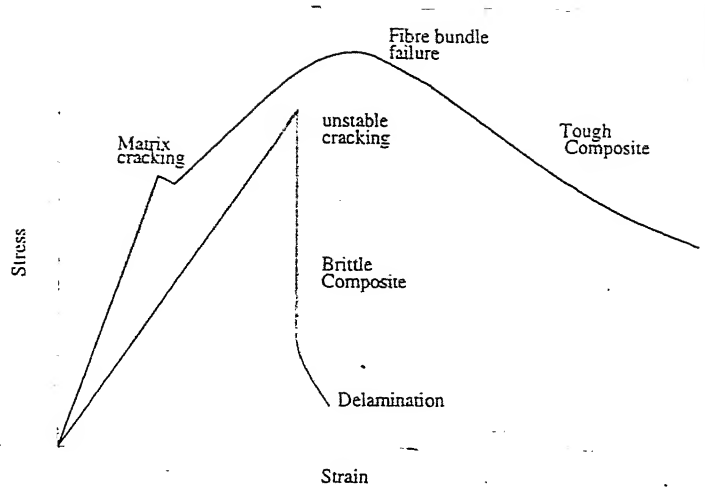 Fibre bundle
failure
Matrix
cracking
unstable
cracking
Tough
Composite
Stress
Brittle
Composite
Delamination
Strain